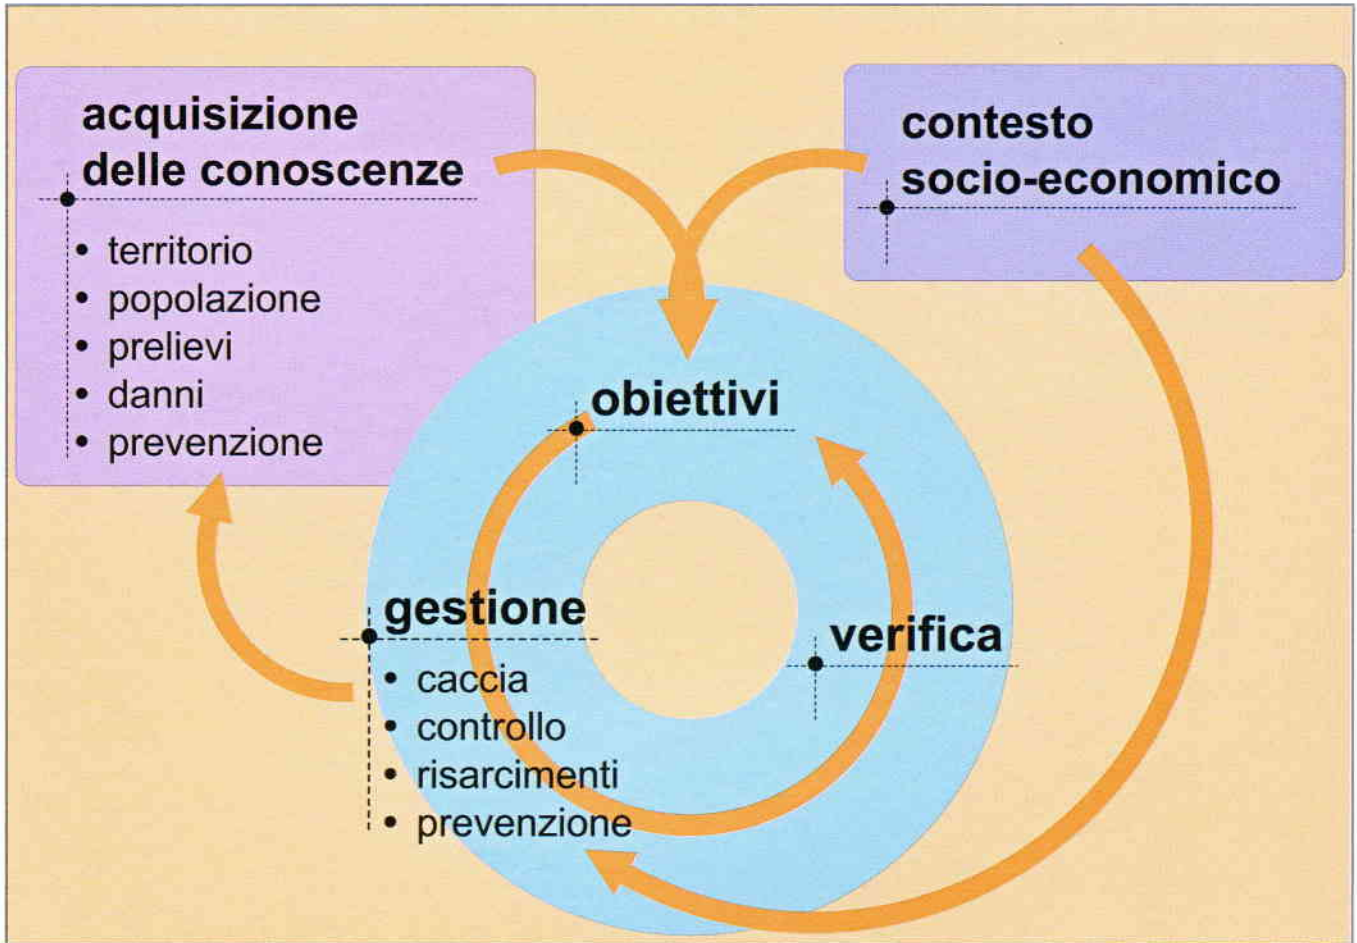 acquisizione
delle conoscenze
• territorio
• popolazione
• prelievi
• danni
• prevenzione
contesto
socio-economico
obiettivi
gestione
• caccia
• controllo
• risarcimenti
• prevenzione
verifica